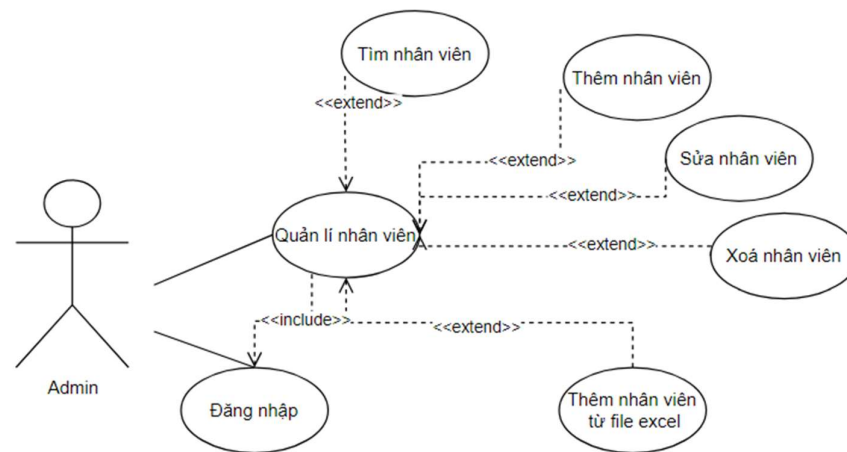 Tìm nhân viên
<<extend>>
Thêm nhân viên
<<extend>>
Sửa nhân viên
<<extend>>
Quản lí nhân viên
<<extend>>
Xoá nhân viên
<<include>>
<<extend>>
Admin
Đăng nhập
Thêm nhân viên
từ file excel